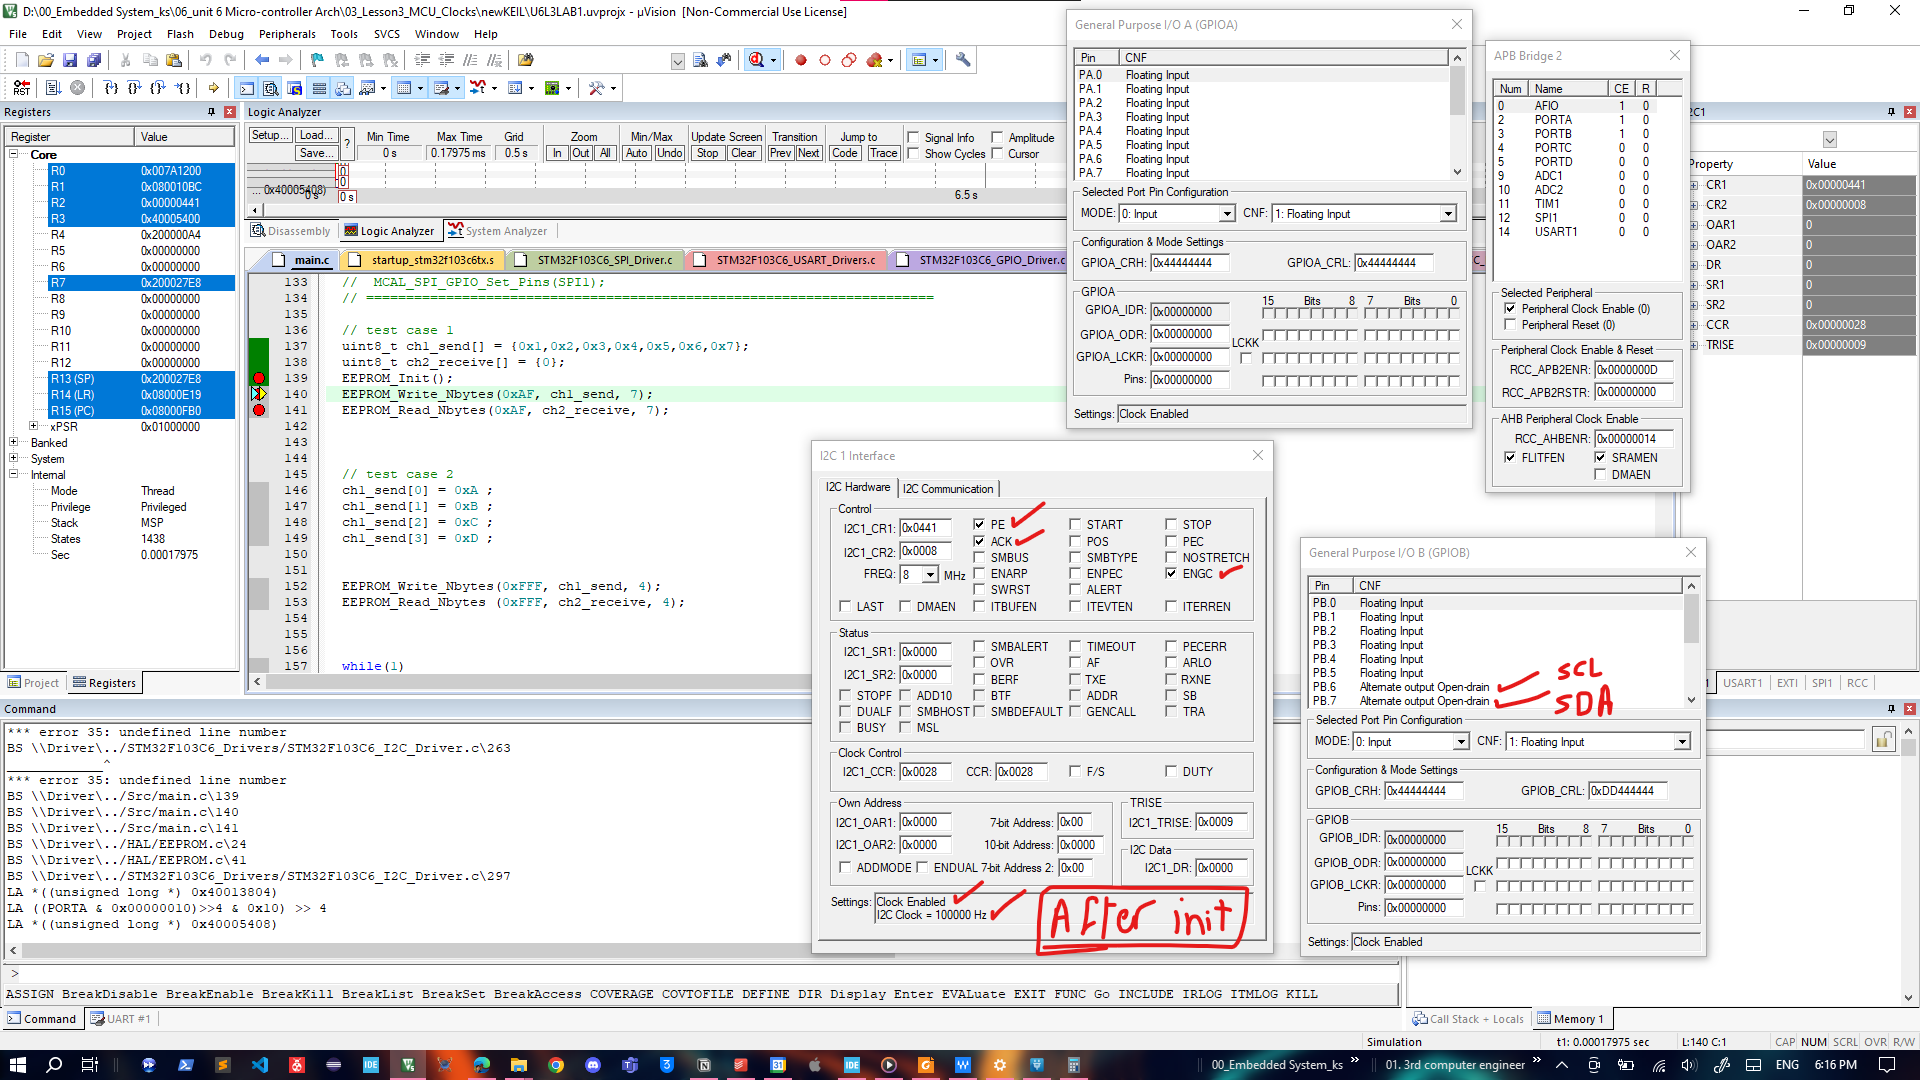 D:\00_Embedded System_ks\06_unit 6 Micro-controller Arch\03_Lesson3_MCU_Clocks\newKEIL\U6L3LAB1.uvprojx - µVision [Non-Commercial Use License]
File Edit View Project Flash Debug Peripherals Tools SVCS Window Help
Registers
Register Value
Core
R0 0x007A1200
R1 0x080010BC
R2 0x00000441
R3 0x40005400
R4 0x200000A4
R5 0x00000000
R6 0x00000000
R7 0x200027E8
R8 0x00000000
R9 0x00000000
R10 0x00000000
R11 0x00000000
R12 0x00000000
R13 (SP) 0x200027E8
R14 (LR) 0x08000E19
R15 (PC) 0x08000FB0
xPSR 0x01000000
Banked
System
Internal
Mode Thread
Privilege Privileged
Stack MSP
States 1438
Sec 0.00017975
Project Registers
Logic Analyzer
Setup... Load... Save... ?
Min Time Max Time Grid Zoom Min/Max Update Screen Transition Jump to
0 s 0.17975 ms 0.5 s In Out All Auto Undo Stop Clear Prev Next Code Trace
Signal Info Amplitude
Show Cycles Cursor
... 0x40005408)
0 0
0 s 0 s 6.5 s
Disassembly Logic Analyzer System Analyzer
main.c startup_stm32f103c6tx.s STM32F103C6_SPI_Driver.c STM32F103C6_USART_Drivers.c STM32F103C6_GPIO_Driver.c
133 // MCAL_SPI_GPIO_Set_Pins(SPI1);
134 // =======================================================================
135
136 // test case 1
137 uint8_t ch1_send[] = {0x1,0x2,0x3,0x4,0x5,0x6,0x7};
138 uint8_t ch2_receive[] = {0};
139 EEPROM_Init();
140 EEPROM_Write_Nbytes(0xAF, ch1_send, 7);
141 EEPROM_Read_Nbytes(0xAF, ch2_receive, 7);
142
143
144
145 // test case 2
146 ch1_send[0] = 0xA ;
147 ch1_send[1] = 0xB ;
148 ch1_send[2] = 0xC ;
149 ch1_send[3] = 0xD ;
150
151
152 EEPROM_Write_Nbytes(0xFFF, ch1_send, 4);
153 EEPROM_Read_Nbytes (0xFFF, ch2_receive, 4);
154
155
156
157 while(1)
General Purpose I/O A (GPIOA)
Pin CNF
PA.0 Floating Input
PA.1 Floating Input
PA.2 Floating Input
PA.3 Floating Input
PA.4 Floating Input
PA.5 Floating Input
PA.6 Floating Input
PA.7 Floating Input
Selected Port Pin Configuration
MODE: 0: Input CNF: 1: Floating Input
Configuration & Mode Settings
GPIOA_CRH: 0x44444444 GPIOA_CRL: 0x44444444
GPIOA
15 Bits 8 7 Bits 0
GPIOA_IDR: 0x00000000
GPIOA_ODR: 0x00000000
GPIOA_LCKR: 0x00000000 LCKK
Pins: 0x00000000
Settings: Clock Enabled
APB Bridge 2
Num Name CE R
0 AFIO 1 0
2 PORTA 1 0
3 PORTB 1 0
4 PORTC 0 0
5 PORTD 0 0
9 ADC1 0 0
10 ADC2 0 0
11 TIM1 0 0
12 SPI1 0 0
14 USART1 0 0
Selected Peripheral
Peripheral Clock Enable (0)
Peripheral Reset (0)
Peripheral Clock Enable & Reset
RCC_APB2ENR: 0x0000000D
RCC_APB2RSTR: 0x00000000
AHB Peripheral Clock Enable
RCC_AHBENR: 0x00000014
FLITFEN SRAMEN
DMAEN
2C1
Property Value
CR1 0x00000441
CR2 0x00000008
OAR1 0
OAR2 0
DR 0
SR1 0
SR2 0
CCR 0x00000028
TRISE 0x00000009
USART1 EXTI SPI1 RCC
I2C 1 Interface
I2C Hardware I2C Communication
Control
I2C1_CR1: 0x0441 PE START STOP
ACK POS PEC
I2C1_CR2: 0x0008 SMBUS SMBTYPE NOSTRETCH
FREQ: 8 MHz ENARP ENPEC ENGC
SWRST ALERT
LAST DMAEN ITBUFEN ITEVTEN ITERREN
Status
I2C1_SR1: 0x0000 SMBALERT TIMEOUT PECERR
OVR AF ARLO
I2C1_SR2: 0x0000 BERF TXE RXNE
STOPF ADD10 BTF ADDR SB
DUALF SMBHOST SMBDEFAULT GENCALL TRA
BUSY MSL
Clock Control
I2C1_CCR: 0x0028 CCR: 0x0028 F/S DUTY
Own Address
I2C1_OAR1: 0x0000 7-bit Address: 0x00
I2C1_OAR2: 0x0000 10-bit Address: 0x0000
ADDMODE ENDUAL 7-bit Address 2: 0x00
TRISE
I2C1_TRISE: 0x0009
I2C Data
I2C1_DR: 0x0000
Settings: Clock Enabled
I2C Clock = 100000 Hz
After init
General Purpose I/O B (GPIOB)
Pin CNF
PB.0 Floating Input
PB.1 Floating Input
PB.2 Floating Input
PB.3 Floating Input
PB.4 Floating Input
PB.5 Floating Input
PB.6 Alternate output Open-drain SCL
PB.7 Alternate output Open-drain SDA
Selected Port Pin Configuration
MODE: 0: Input CNF: 1: Floating Input
Configuration & Mode Settings
GPIOB_CRH: 0x44444444 GPIOB_CRL: 0xDD444444
GPIOB
15 Bits 8 7 Bits 0
GPIOB_IDR: 0x00000000
GPIOB_ODR: 0x00000000
GPIOB_LCKR: 0x00000000 LCKK
Pins: 0x00000000
Settings: Clock Enabled
Command
*** error 35: undefined line number
BS \\Driver\../STM32F103C6_Drivers/STM32F103C6_I2C_Driver.c\263
_____________^
*** error 35: undefined line number
BS \\Driver\../Src/main.c\139
BS \\Driver\../Src/main.c\140
BS \\Driver\../Src/main.c\141
BS \\Driver\../HAL/EEPROM.c\24
BS \\Driver\../HAL/EEPROM.c\41
BS \\Driver\../STM32F103C6_Drivers/STM32F103C6_I2C_Driver.c\297
LA *((unsigned long *) 0x40013804)
LA ((PORTA & 0x00000010)>>4 & 0x10) >> 4
LA *((unsigned long *) 0x40005408)
>
ASSIGN BreakDisable BreakEnable BreakKill BreakList BreakSet BreakAccess COVERAGE COVTOFILE DEFINE DIR Display Enter EVALuate EXIT FUNC Go INCLUDE IRLOG ITMLOG KILL
Command UART #1
Call Stack + Locals Memory 1
Simulation t1: 0.00017975 sec L:140 C:1 CAP NUM SCRL OVR R/W
00_Embedded System_ks 01. 3rd computer engineer ENG 6:16 PM